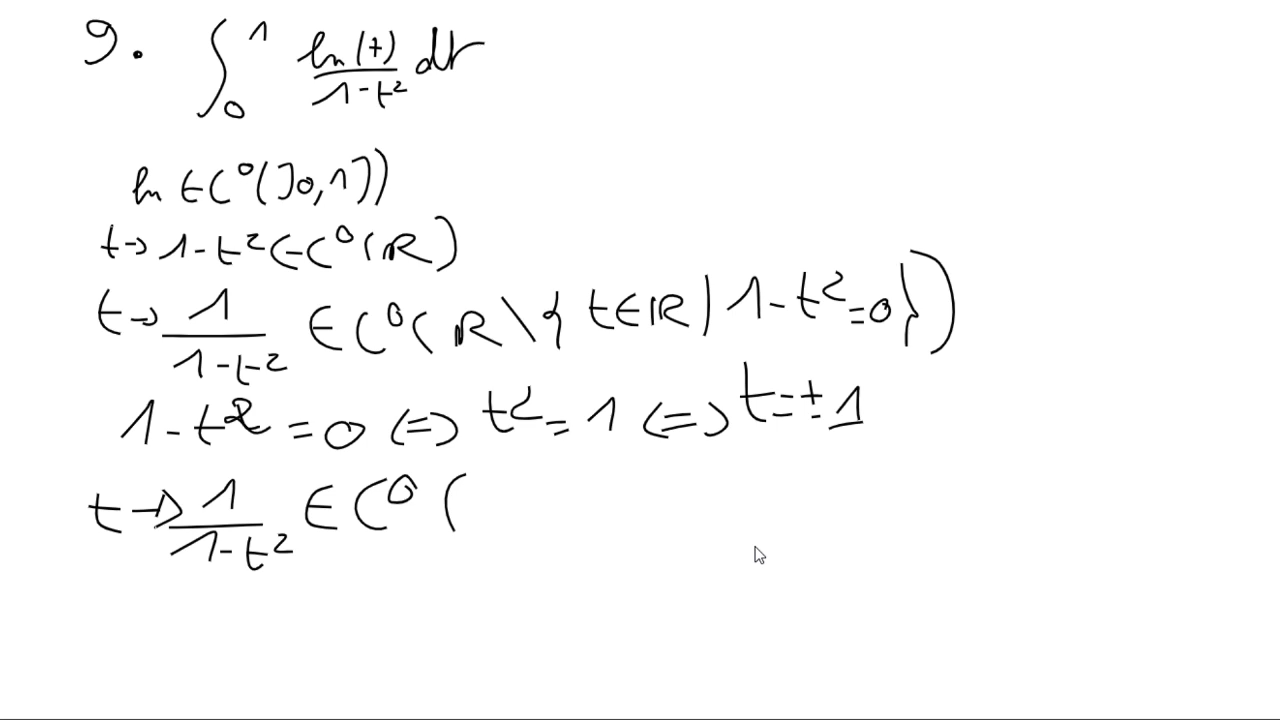 9. ∫₀¹ ln(t)/(1-t²) dt
ln ∈ C⁰(]0,1])
t → 1-t² ∈ C⁰(ℝ)
t → 1/(1-t²) ∈ C⁰(ℝ\{t∈ℝ | 1-t²=0})
1-t² = 0 (=) t² = 1 (=) t = ±1
t → 1/(1-t²) ∈ C⁰(